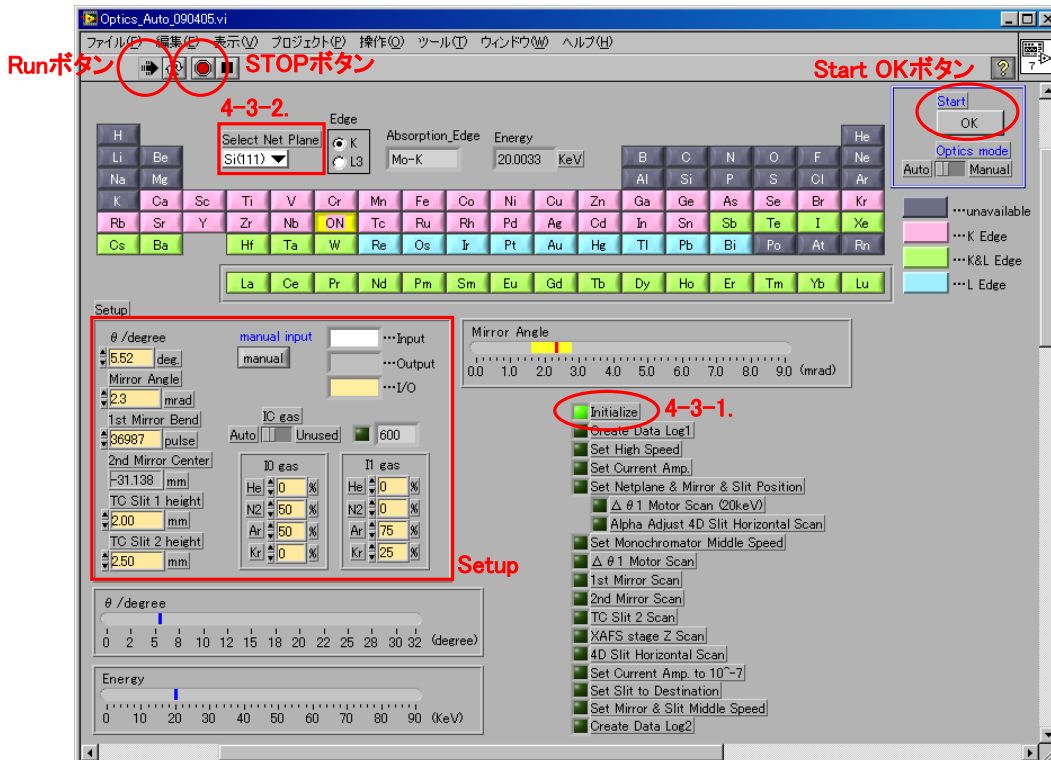 Optics_Auto_090405.vi
ファイル(F) 編集(E) 表示(V) プロジェクト(P) 操作(O) ツール(T) ウィンドウ(W) ヘルプ(H)
Runボタン
STOPボタン
Start OKボタン
7
4-3-2.
Select Net Plane
Si(111)
Edge
K
L3
Absorption_Edge
Mo-K
Energy
20.0033 KeV
Start
OK
Optics mode
Auto Manual
H He
Li Be B C N O F Ne
Na Mg Al Si P S Cl Ar
K Ca Sc Ti V Cr Mn Fe Co Ni Cu Zn Ga Ge As Se Br Kr
Rb Sr Y Zr Nb ON Tc Ru Rh Pd Ag Cd In Sn Sb Te I Xe
Cs Ba Hf Ta W Re Os Ir Pt Au Hg Tl Pb Bi Po At Rn
La Ce Pr Nd Pm Sm Eu Gd Tb Dy Ho Er Tm Yb Lu
…unavailable
…K Edge
…K&L Edge
…L Edge
Setup
θ /degree
5.52 deg.
Mirror Angle
2.3 mrad
1st Mirror Bend
36987 pulse
2nd Mirror Center
-31.138 mm
TC Slit 1 height
2.00 mm
TC Slit 2 height
2.50 mm
manual input
manual
…Input
…Output
…I/O
IC gas
Auto Unused
600
I0 gas
He 0 %
N2 50 %
Ar 50 %
Kr 0 %
I1 gas
He 0 %
N2 0 %
Ar 75 %
Kr 25 %
Setup
Mirror Angle
0.0 1.0 2.0 3.0 4.0 5.0 6.0 7.0 8.0 9.0 (mrad)
Initialize
4-3-1.
Create Data Log1
Set High Speed
Set Current Amp.
Set Netplane & Mirror & Slit Position
Δ θ1 Motor Scan (20keV)
Alpha Adjust 4D Slit Horizontal Scan
Set Monochromator Middle Speed
Δ θ1 Motor Scan
1st Mirror Scan
2nd Mirror Scan
TC Slit 2 Scan
XAFS stage Z Scan
4D Slit Horizontal Scan
Set Current Amp. to 10^-7
Set Slit to Destination
Set Mirror & Slit Middle Speed
Create Data Log2
θ /degree
0 2 5 8 10 12 15 18 20 22 25 28 30 32 (degree)
Energy
0 10 20 30 40 50 60 70 80 90 (KeV)